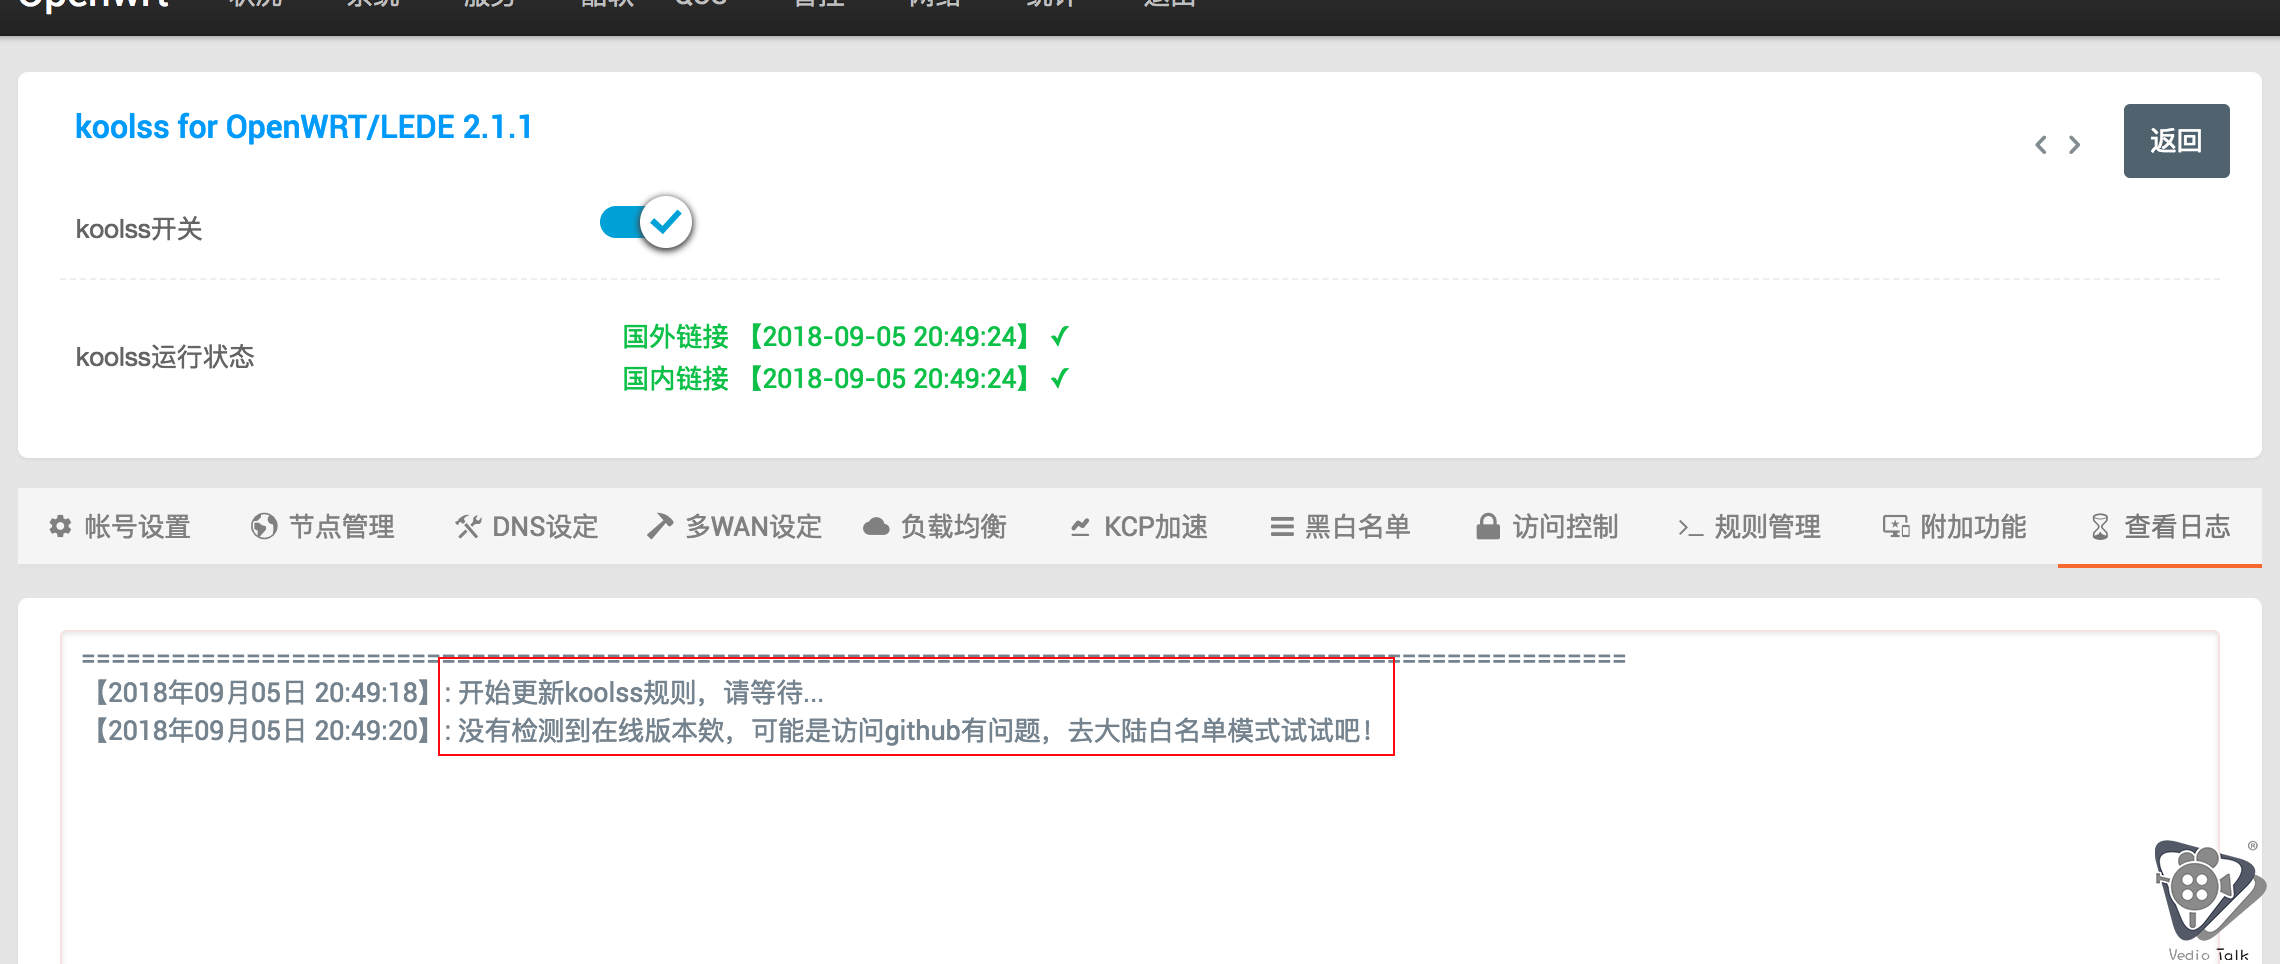 Openwrt 状况 系统 服务 酷软 QoS 管控 网络 统计 返回
koolss for OpenWRT/LEDE 2.1.1
返回
koolss开关
koolss运行状态
国外链接 【2018-09-05 20:49:24】 ✓
国内链接 【2018-09-05 20:49:24】 ✓
帐号设置 节点管理 DNS设定 多WAN设定 负载均衡 KCP加速 黑白名单 访问控制 规则管理 附加功能 查看日志
=======================================================================================================
【2018年09月05日 20:49:18】: 开始更新koolss规则，请等待...
【2018年09月05日 20:49:20】: 没有检测到在线版本欸，可能是访问github有问题，去大陆白名单模式试试吧！
®
Vedio Talk